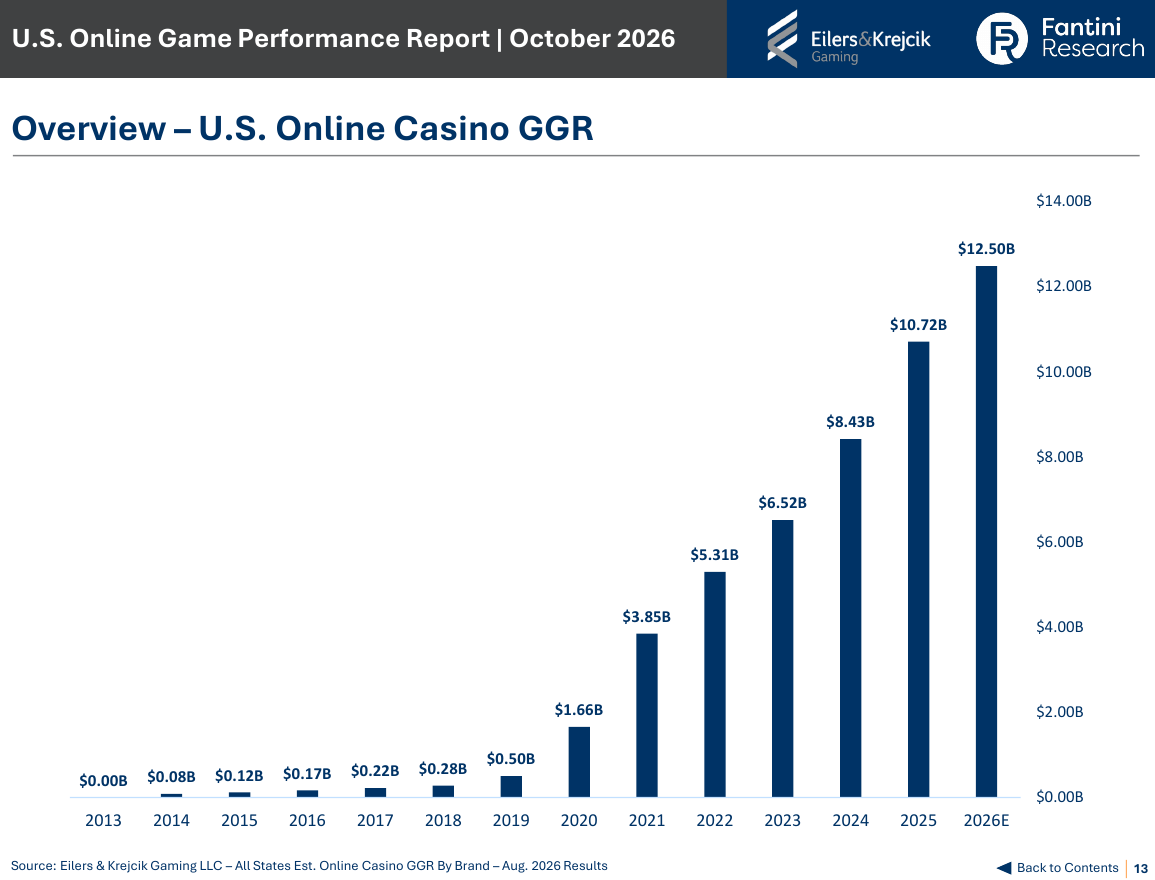 U.S. Online Game Performance Report | October 2026
Eilers&Krejcik
Gaming
FR
Fantini
Research
Overview – U.S. Online Casino GGR
$14.00B
$12.00B
$10.00B
$8.00B
$6.00B
$4.00B
$2.00B
$0.00B
$0.00B
$0.08B
$0.12B
$0.17B
$0.22B
$0.28B
$0.50B
$1.66B
$3.85B
$5.31B
$6.52B
$8.43B
$10.72B
$12.50B
2013 2014 2015 2016 2017 2018 2019 2020 2021 2022 2023 2024 2025 2026E
Source: Eilers & Krejcik Gaming LLC – All States Est. Online Casino GGR By Brand – Aug. 2026 Results
Back to Contents 13